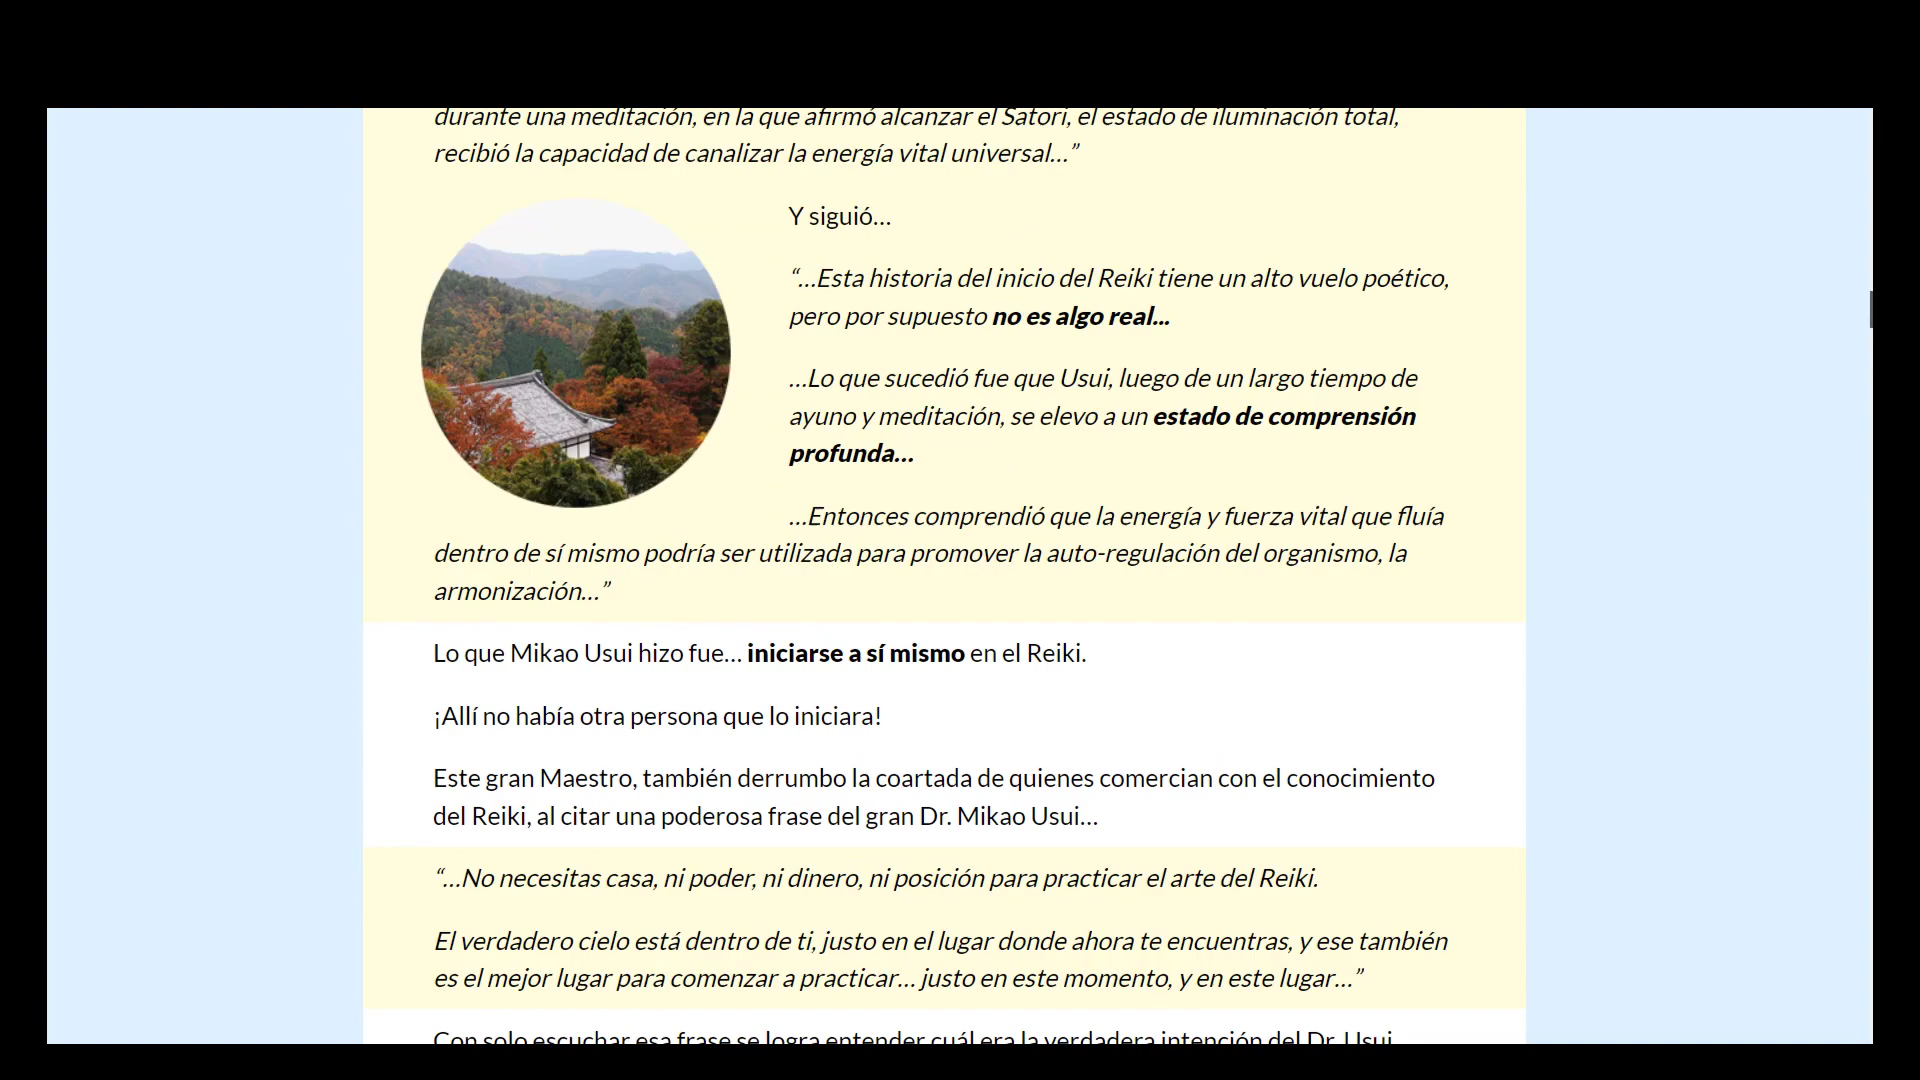 durante una meditación, en la que afirmó alcanzar el Satori, el estado de iluminación total,
recibió la capacidad de canalizar la energía vital universal…”
Y siguió…
“…Esta historia del inicio del Reiki tiene un alto vuelo poético,
pero por supuesto no es algo real…
…Lo que sucedió fue que Usui, luego de un largo tiempo de
ayuno y meditación, se elevo a un estado de comprensión
profunda…
…Entonces comprendió que la energía y fuerza vital que fluía
dentro de sí mismo podría ser utilizada para promover la auto-regulación del organismo, la
armonización…”
Lo que Mikao Usui hizo fue… iniciarse a sí mismo en el Reiki.
¡Allí no había otra persona que lo iniciara!
Este gran Maestro, también derrumbo la coartada de quienes comercian con el conocimiento
del Reiki, al citar una poderosa frase del gran Dr. Mikao Usui…
“…No necesitas casa, ni poder, ni dinero, ni posición para practicar el arte del Reiki.
El verdadero cielo está dentro de ti, justo en el lugar donde ahora te encuentras, y ese también
es el mejor lugar para comenzar a practicar… justo en este momento, y en este lugar…”
Con solo escuchar esa frase se logra entender cuál era la verdadera intención del Dr. Usui